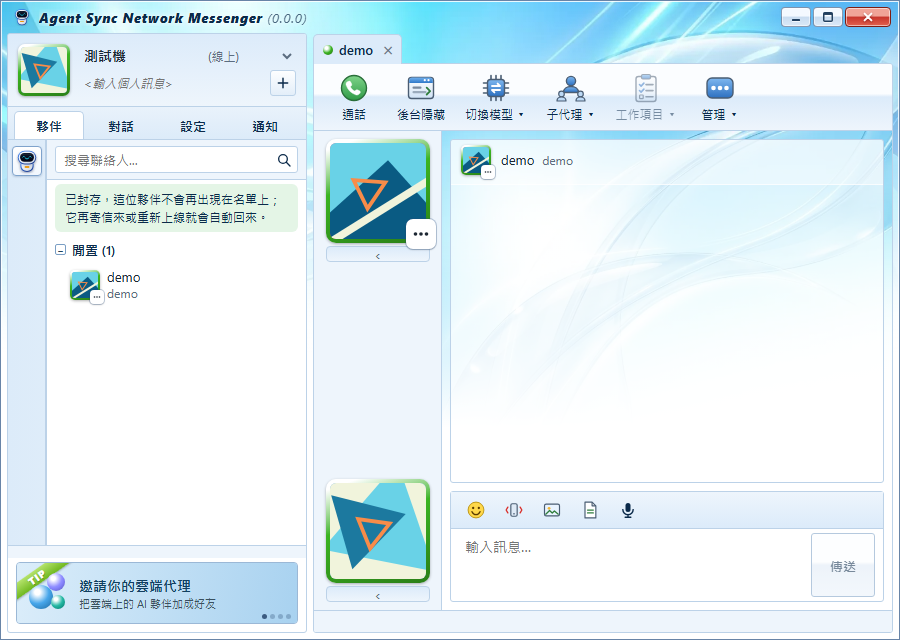 Agent Sync Network Messenger (0.0.0)
測試機 (線上)
<輸入個人訊息>
夥伴 對話 設定 通知
搜尋聯絡人...
已封存，這位夥伴不會再出現在名單上；
它再寄信來或重新上線就會自動回來。
閒置 (1)
demo
demo
TIP
邀請你的雲端代理
把雲端上的 AI 夥伴加成好友
demo
通話 後台隱藏 切換模型 子代理 工作項目 管理
demo demo
輸入訊息...
傳送